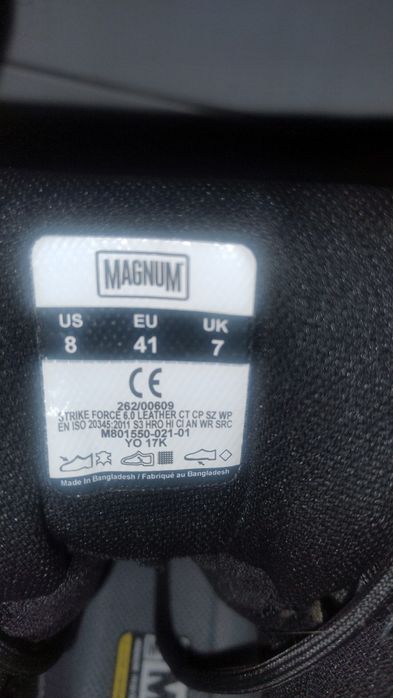 MAGNUM
US EU UK
8 41 7
CE
262/00609
STRIKE FORCE 6.0 LEATHER CT CP SZ WP
EN ISO 20345:2011 S3 HRO HI CI AN WR SRC
M801550-021-01
YO 17K
Made In Bangladesh / Fabriqué au Bangladesh